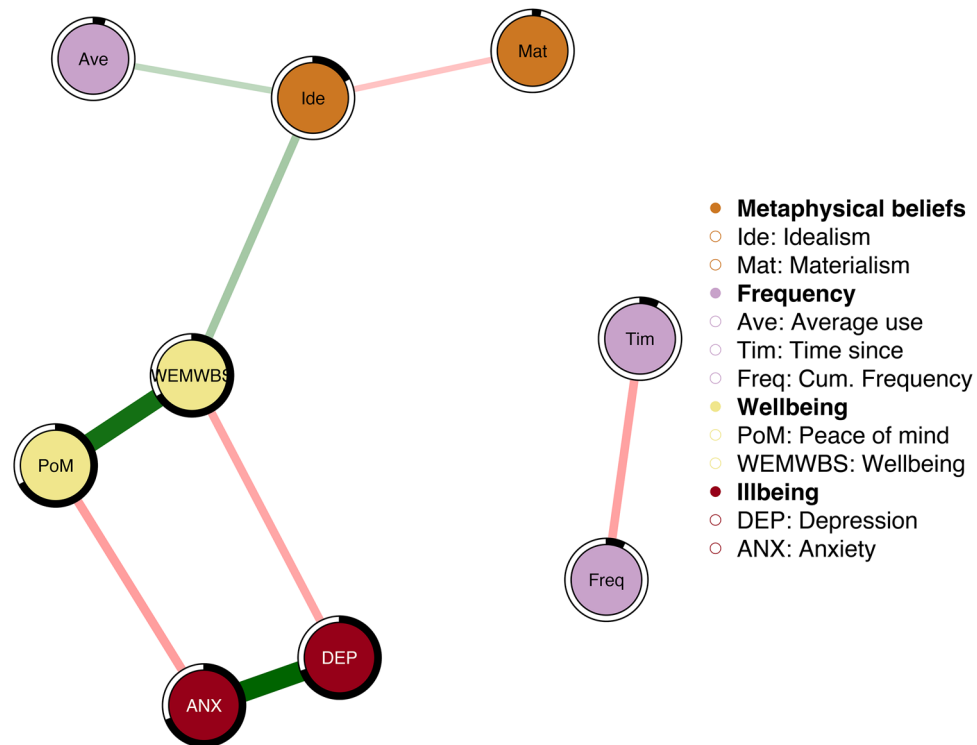 Ave
Mat
Ide
WEMWBS
PoM
Tim
Freq
DEP
ANX
Metaphysical beliefs
Ide: Idealism
Mat: Materialism
Frequency
Ave: Average use
Tim: Time since
Freq: Cum. Frequency
Wellbeing
PoM: Peace of mind
WEMWBS: Wellbeing
Illbeing
DEP: Depression
ANX: Anxiety